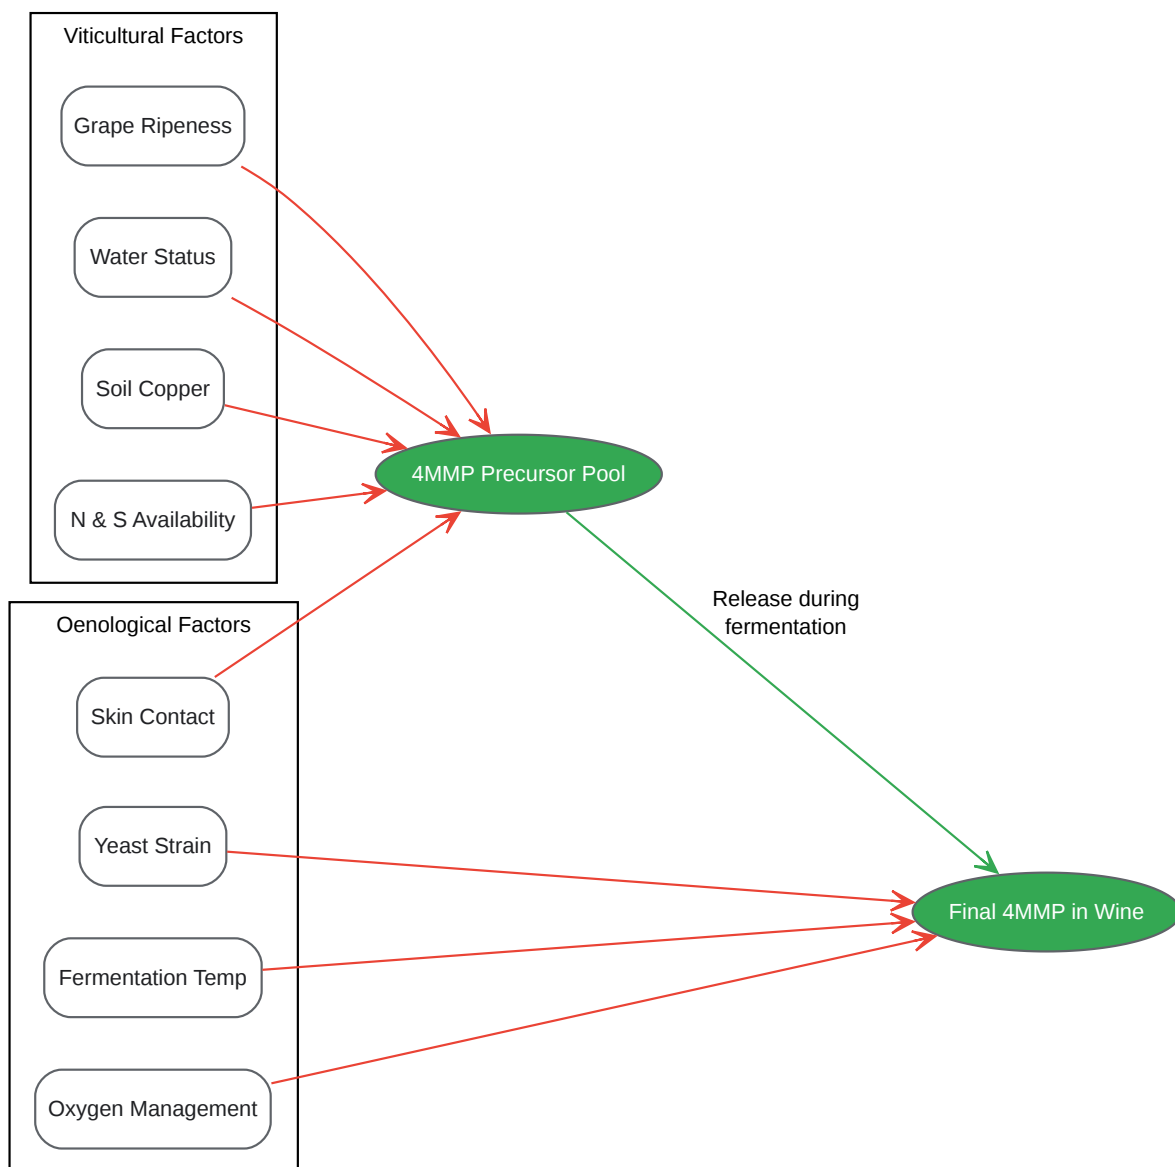 Viticultural Factors
Grape Ripeness
Water Status
Soil Copper
N & S Availability
4MMP Precursor Pool
Release during
fermentation
Oenological Factors
Skin Contact
Yeast Strain
Fermentation Temp
Oxygen Management
Final 4MMP in Wine